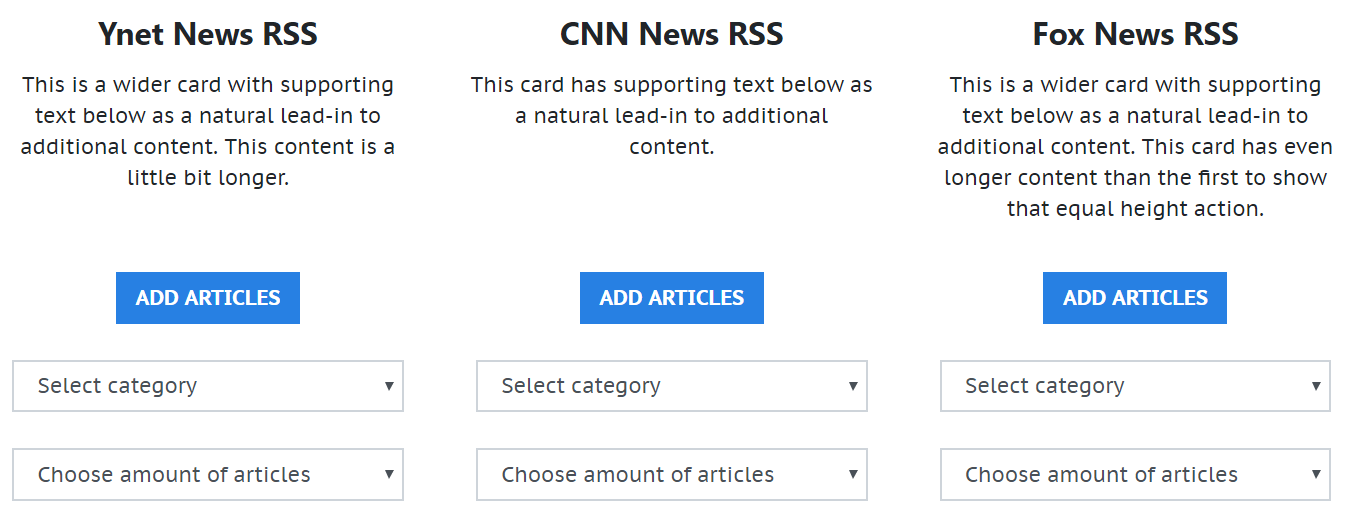 Ynet News RSS
This is a wider card with supporting
text below as a natural lead-in to
additional content. This content is a
little bit longer.
ADD ARTICLES
Select category
Choose amount of articles
CNN News RSS
This card has supporting text below as
a natural lead-in to additional
content.
ADD ARTICLES
Select category
Choose amount of articles
Fox News RSS
This is a wider card with supporting
text below as a natural lead-in to
additional content. This card has even
longer content than the first to show
that equal height action.
ADD ARTICLES
Select category
Choose amount of articles